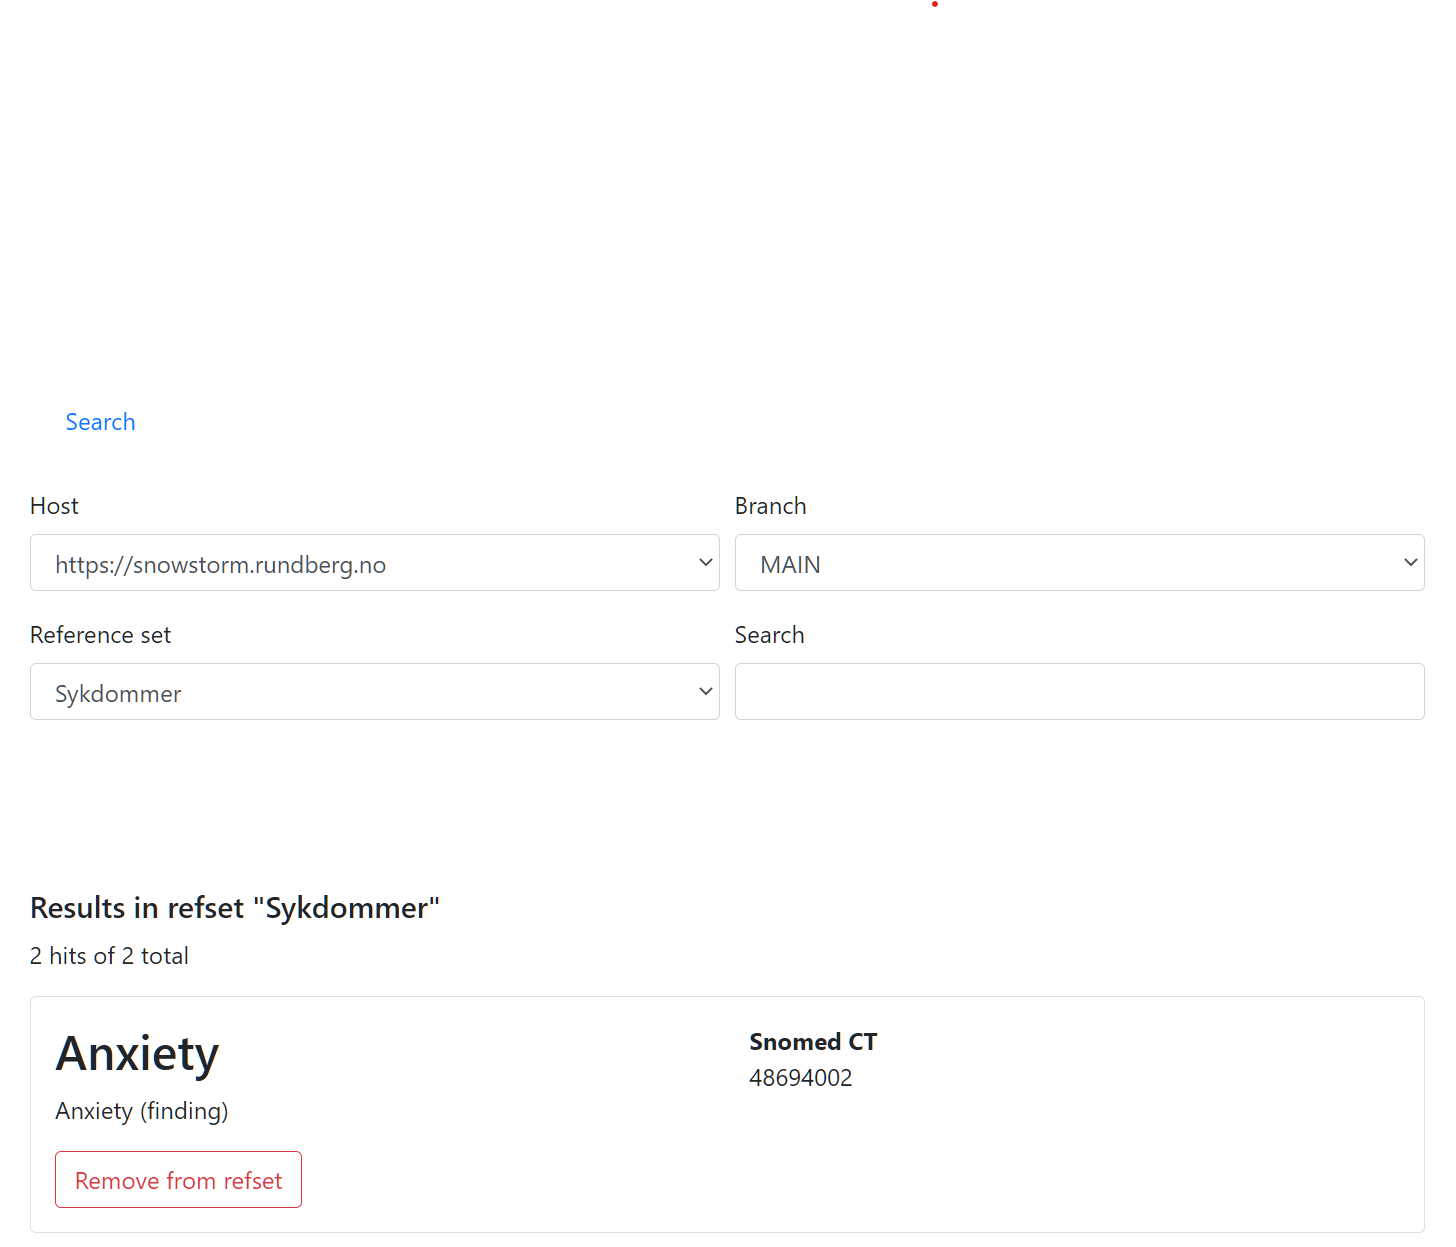 Search
Host
Branch
https://snowstorm.rundberg.no
MAIN
Reference set
Search
Sykdommer
Results in refset "Sykdommer"
2 hits of 2 total
Anxiety
Snomed CT
48694002
Anxiety (finding)
Remove from refset